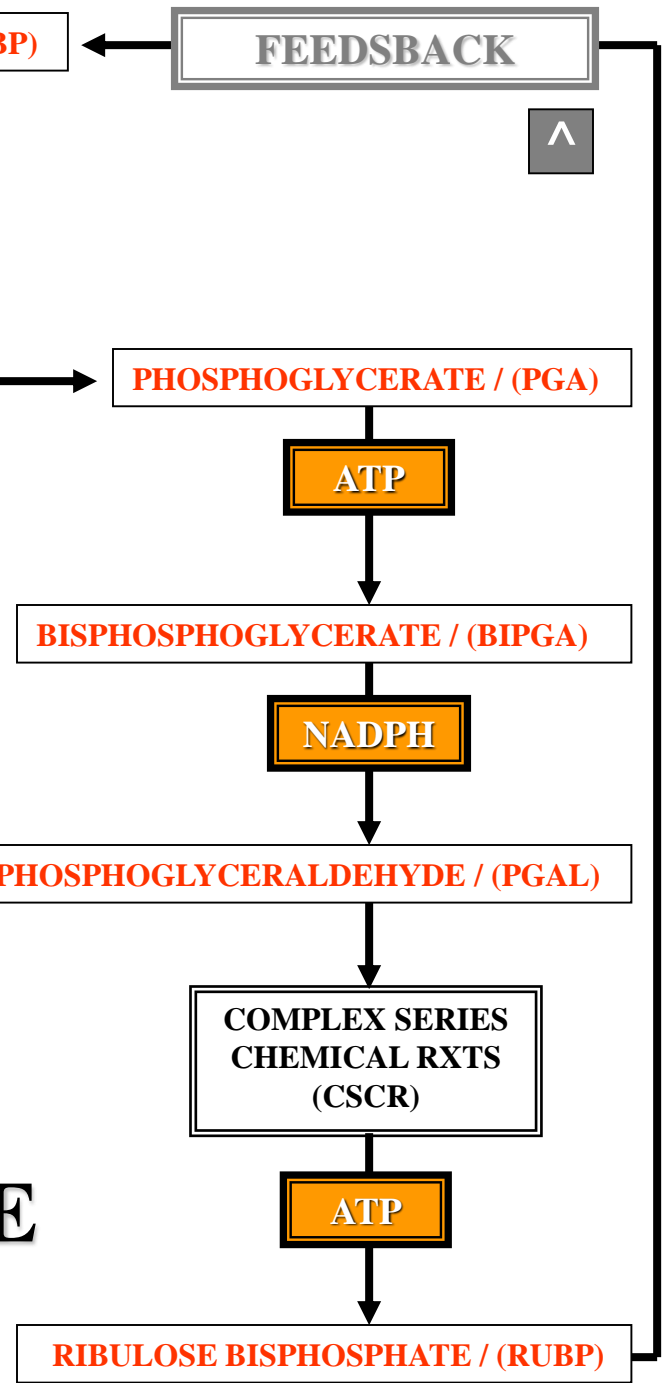 BP)
FEEDSBACK
^
PHOSPHOGLYCERATE / (PGA)
ATP
BISPHOSPHOGLYCERATE / (BIPGA)
NADPH
PHOSPHOGLYCERALDEHYDE / (PGAL)
COMPLEX SERIES
CHEMICAL RXTS
(CSCR)
E
ATP
RIBULOSE BISPHOSPHATE / (RUBP)